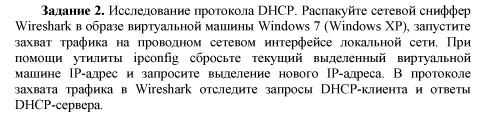 Задание 2. Исследование протокола DHCP. Распакуйте сетевой сниффер
Wireshark в образе виртуальной машины Windows 7 (Windows XP), запустите
захват трафика на проводном сетевом интерфейсе локальной сети. При
помощи утилиты ipconfig сбросьте текущий выделенный виртуальной
машине IP-адрес и запросите выделение нового IP-адреса. В протоколе
захвата трафика в Wireshark отследите запросы DHCP-клиента и ответы
DHCP-сервера.